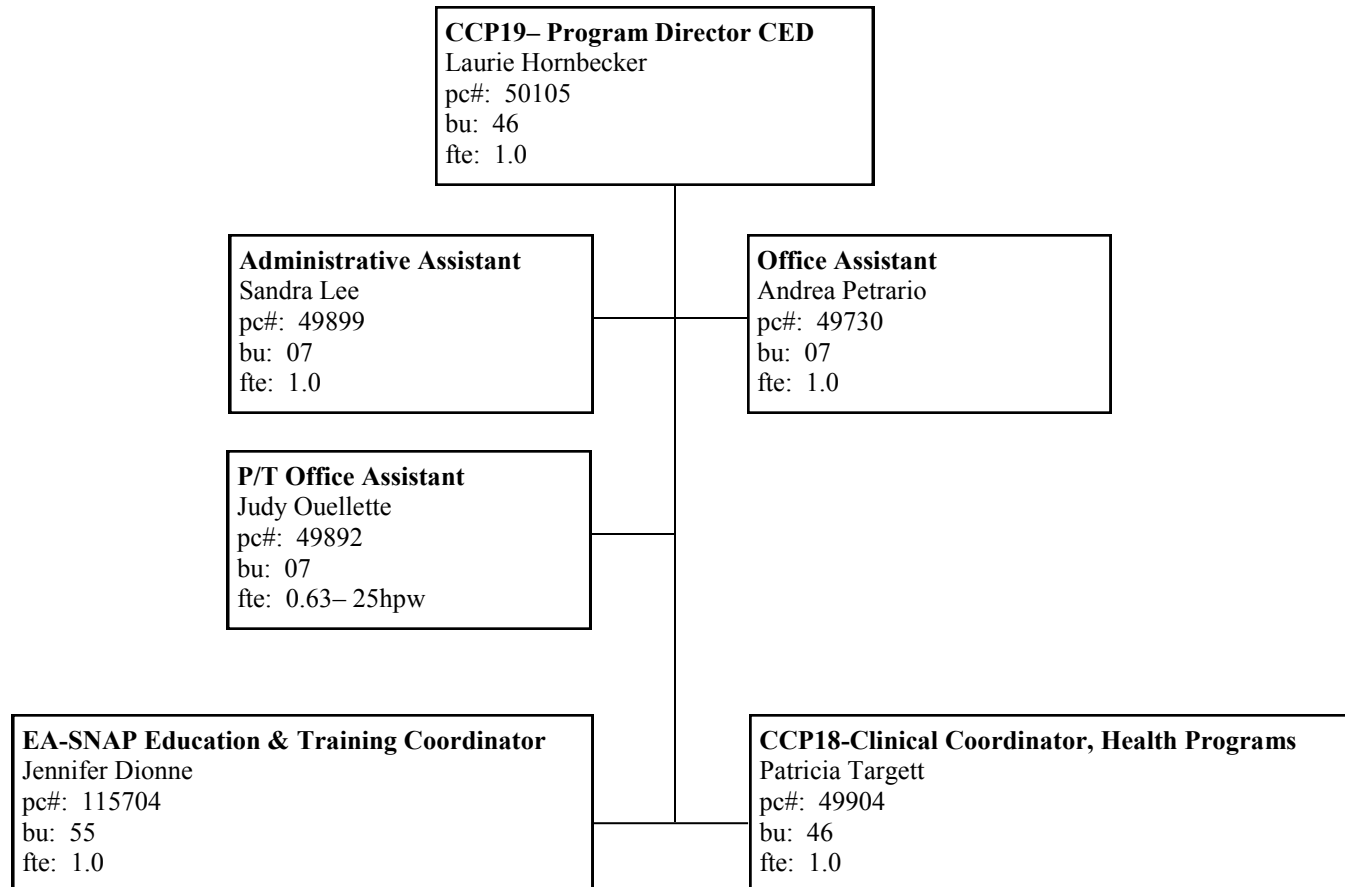 CCP19– Program Director CED
Laurie Hornbecker
pc#: 50105
bu: 46
fte: 1.0
Administrative Assistant
Sandra Lee
pc#: 49899
bu: 07
fte: 1.0
Office Assistant
Andrea Petrario
pc#: 49730
bu: 07
fte: 1.0
P/T Office Assistant
Judy Ouellette
pc#: 49892
bu: 07
fte: 0.63– 25hpw
EA-SNAP Education & Training Coordinator
Jennifer Dionne
pc#: 115704
bu: 55
fte: 1.0
CCP18-Clinical Coordinator, Health Programs
Patricia Targett
pc#: 49904
bu: 46
fte: 1.0